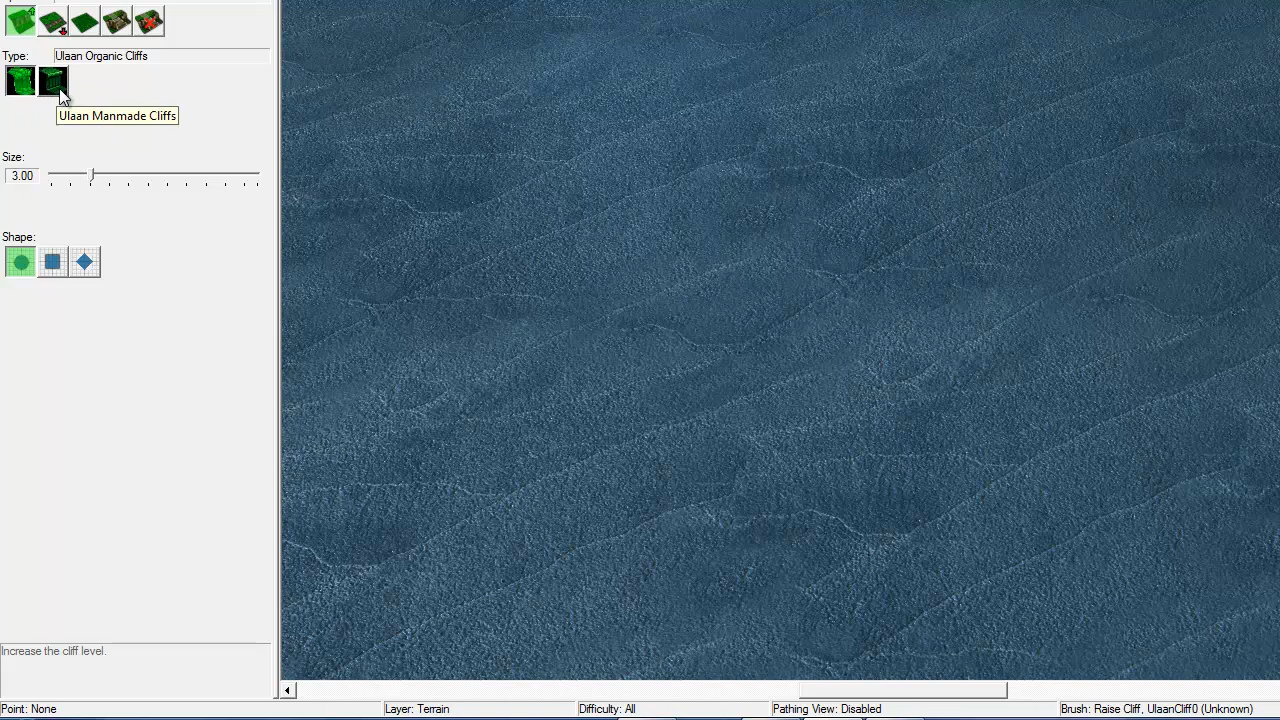 Type:
Ulaan Organic Cliffs
Ulaan Manmade Cliffs
Size:
3.00
Shape:
Increase the cliff level.
Point: None
Layer: Terrain
Difficulty: All
Pathing View: Disabled
Brush: Raise Cliff, UlaanCliff0 (Unknown)